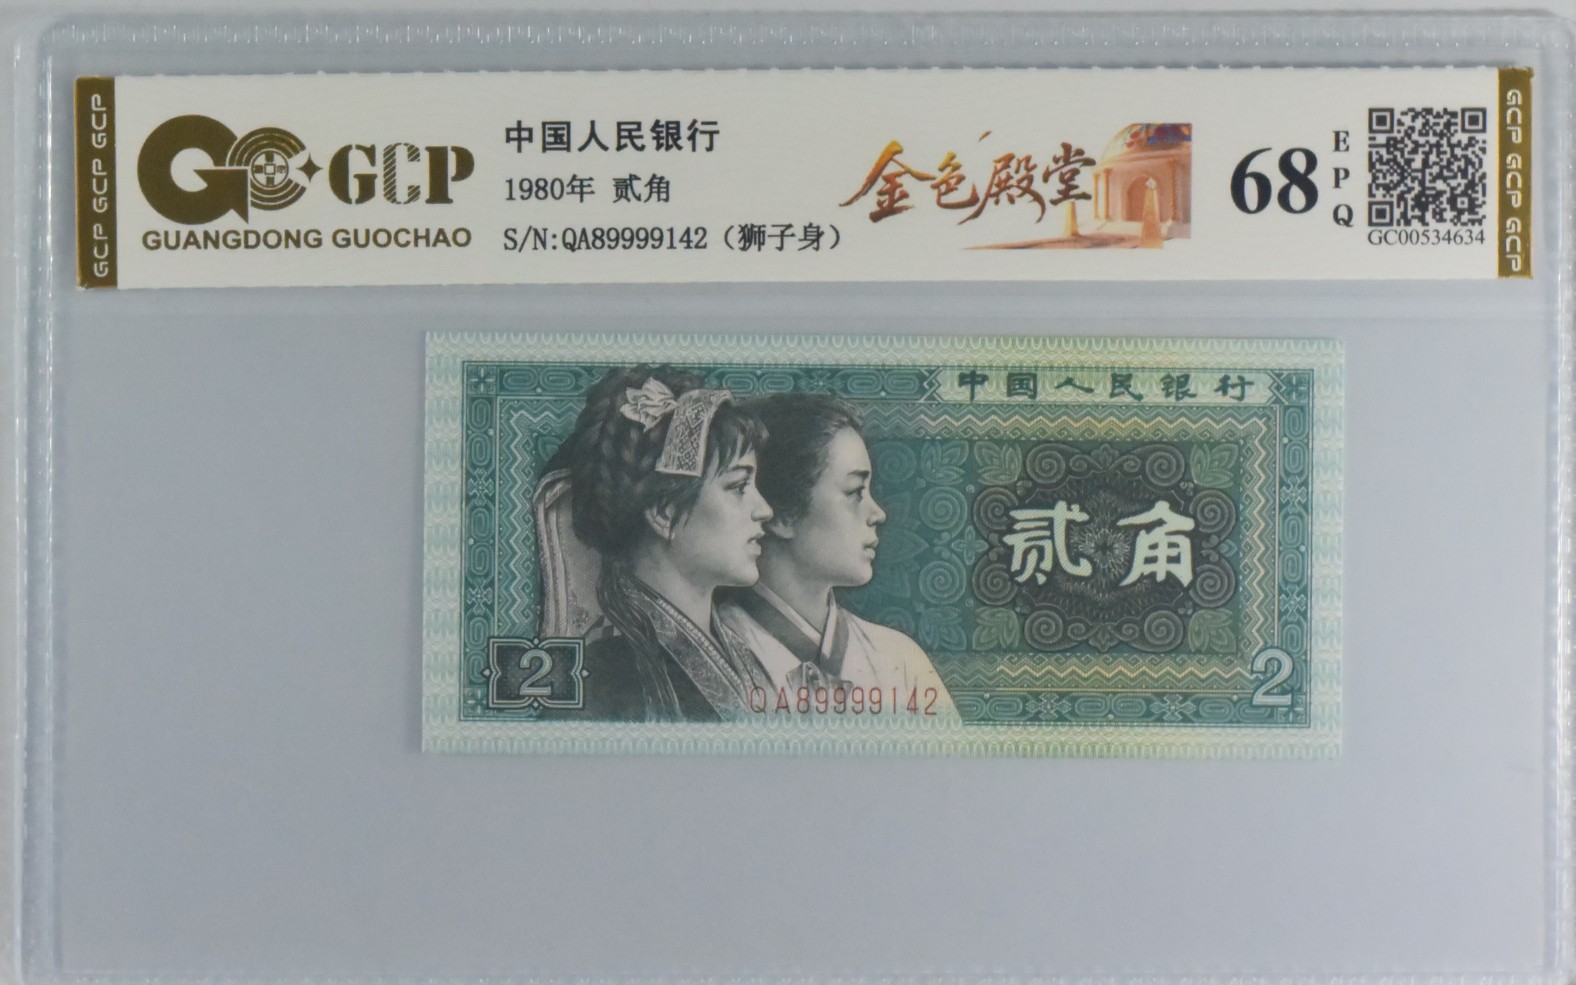 GCP GCP GCP
GC GCP
GUANGDONG GUOCHAO
中国人民银行
1980年 贰角
S/N:QA89999142（狮子身）
金色殿堂
68
EPQ
GC00534634
GCP GCP GCP
中国人民银行
贰角
2
QA89999142
2